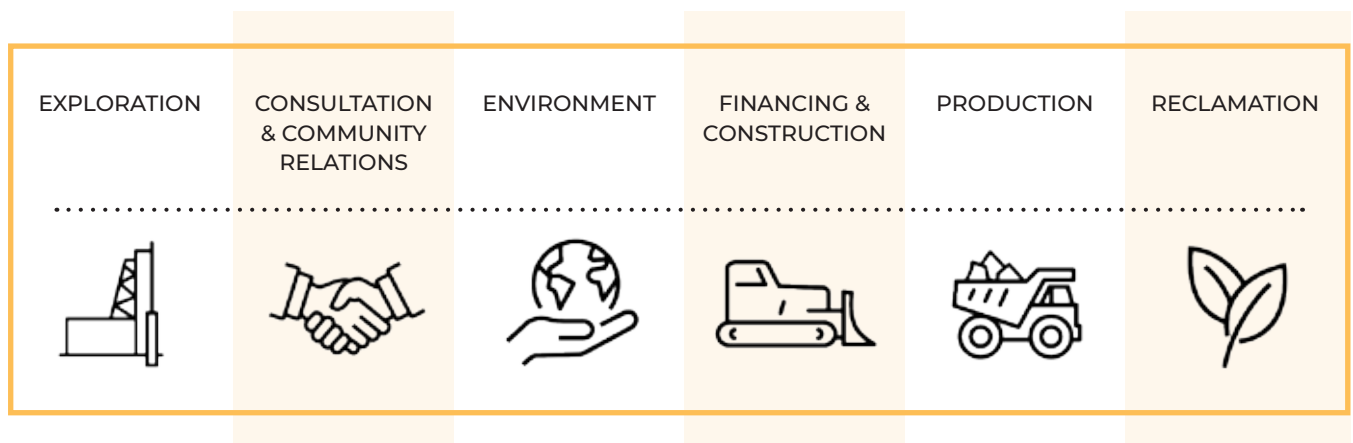 EXPLORATION
CONSULTATION
& COMMUNITY
RELATIONS
ENVIRONMENT
FINANCING &
CONSTRUCTION
PRODUCTION
RECLAMATION